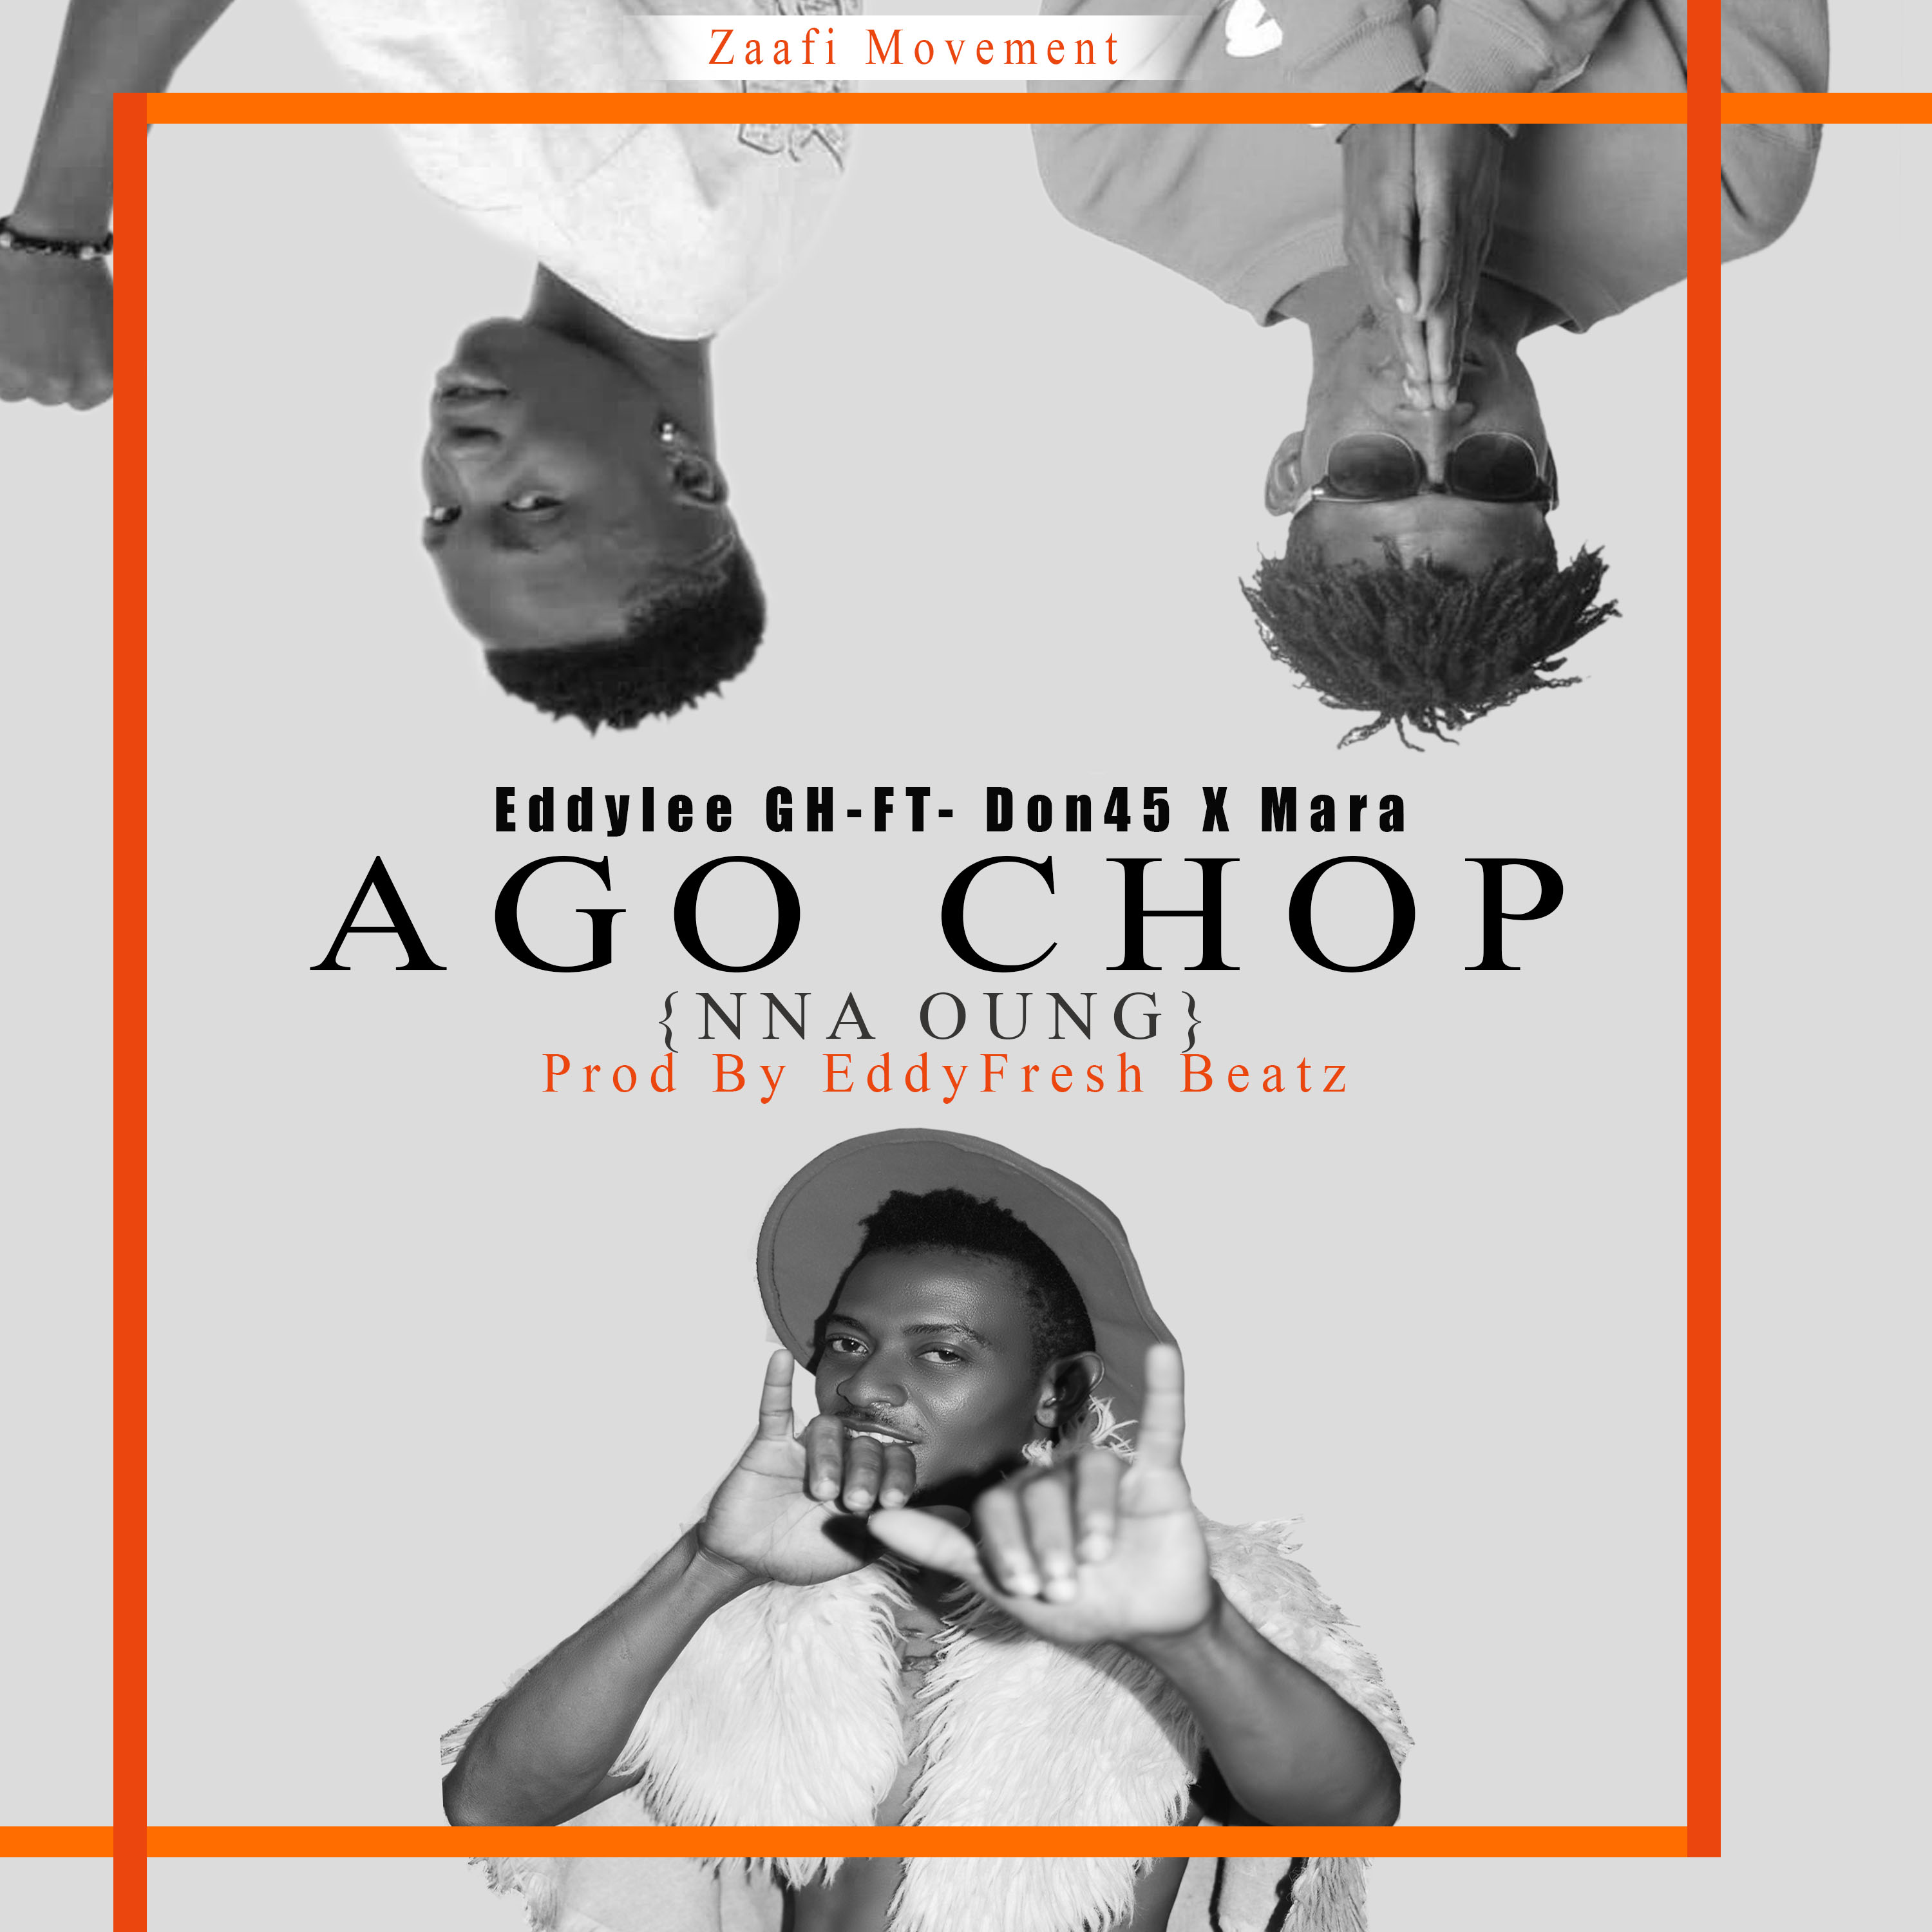 Zaafi Movement
Eddylee GH-FT- Don45 X Mara
AGO CHOP
{NNA OUNG}
Prod By EddyFresh Beatz